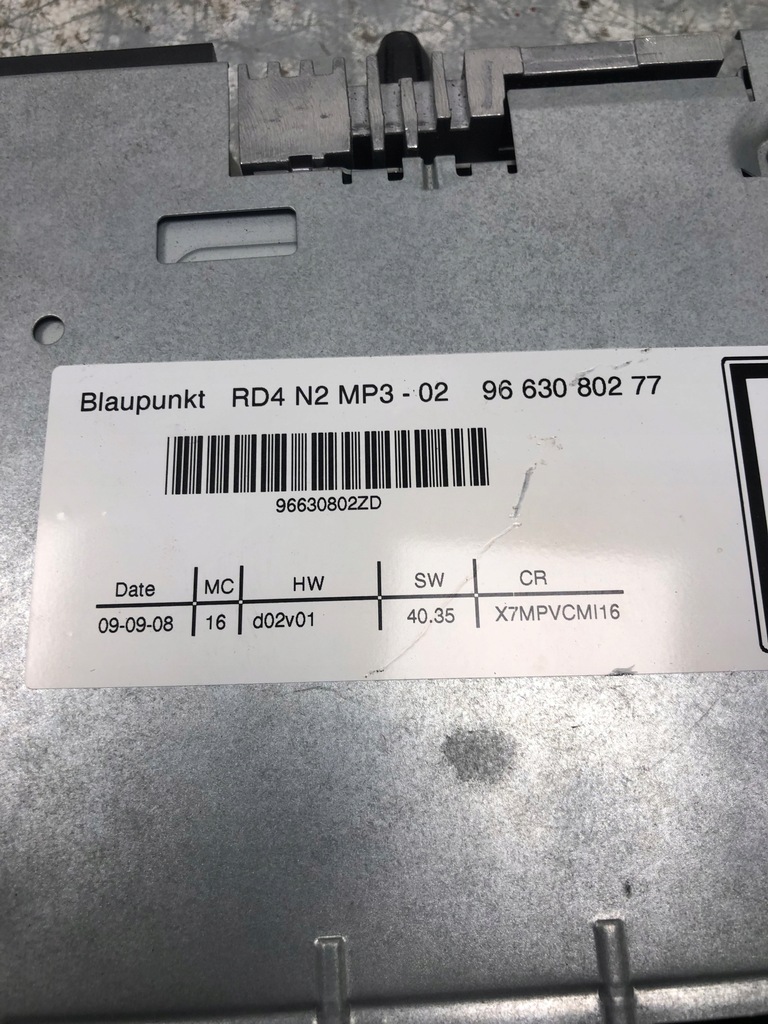 Blaupunkt RD4 N2 MP3 - 02 96 630 802 77
96630802ZD
Date MC HW SW CR
09-09-08 16 d02v01 40.35 X7MPVCMI16